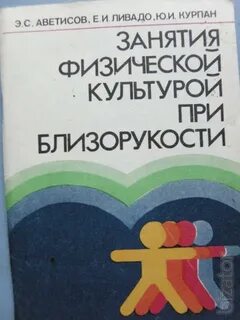 Э.С. АВЕТИСОВ, Е.И. ЛИВАДО, Ю.И. КУРПАН
ЗАНЯТИЯ
ФИЗИЧЕСКОЙ
КУЛЬТУРОЙ
ПРИ
БЛИЗОРУКОСТИ